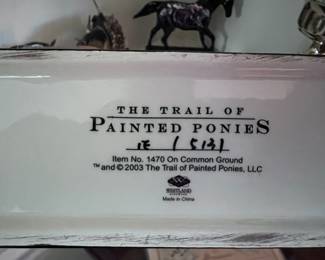 THE TRAIL OF
PAINTED PONIES
1E / 5131
Item No. 1470 On Common Ground
™ and © 2003 The Trail of Painted Ponies, LLC
WESTLAND
Made in China